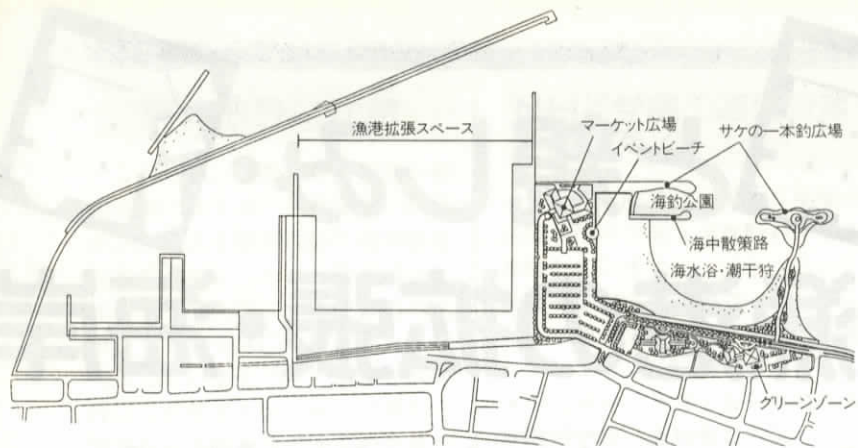 漁港拡張スペース
マーケット広場
イベントビーチ
サケの一本釣広場
海釣公園
海中散策路
海水浴・潮干狩
グリーンゾーン